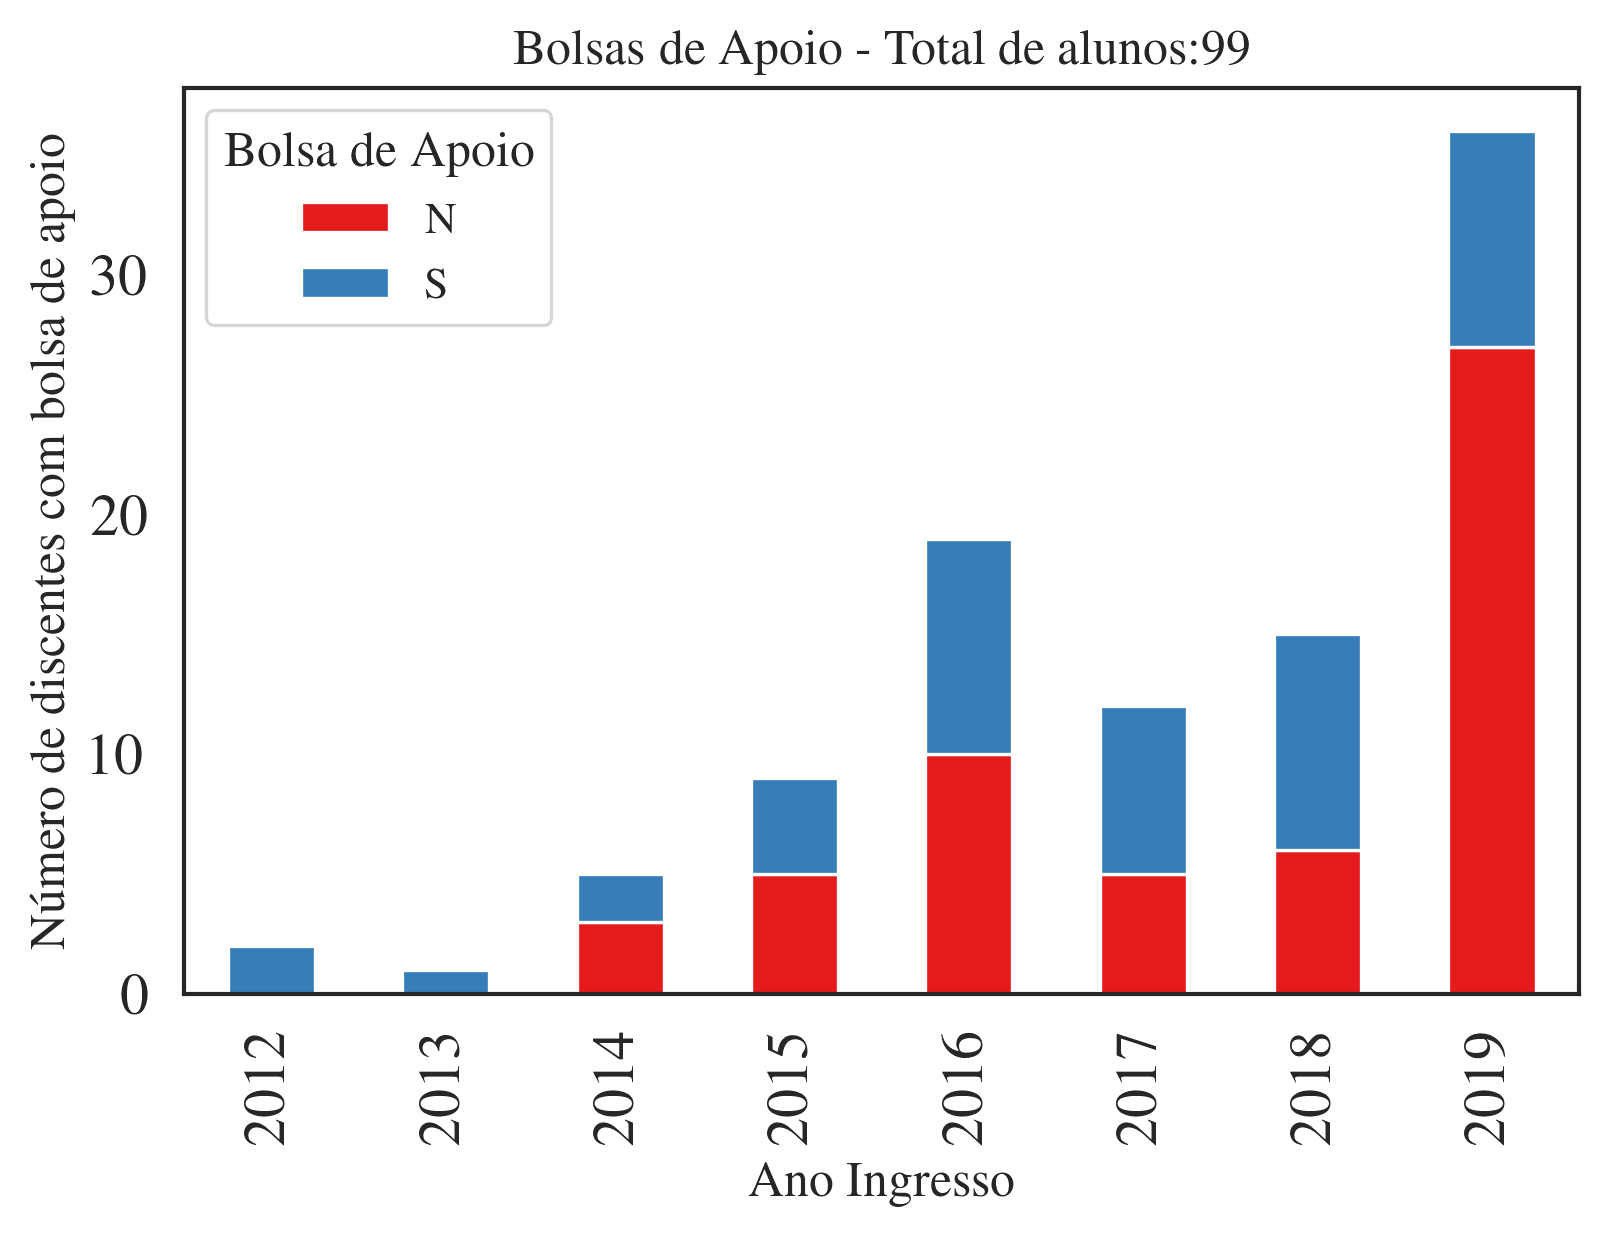 Bolsas de Apoio - Total de alunos:99
Bolsa de Apoio
N
S
Número de discentes com bolsa de apoio
30
20
10
0
2012 2013 2014 2015 2016 2017 2018 2019
Ano Ingresso